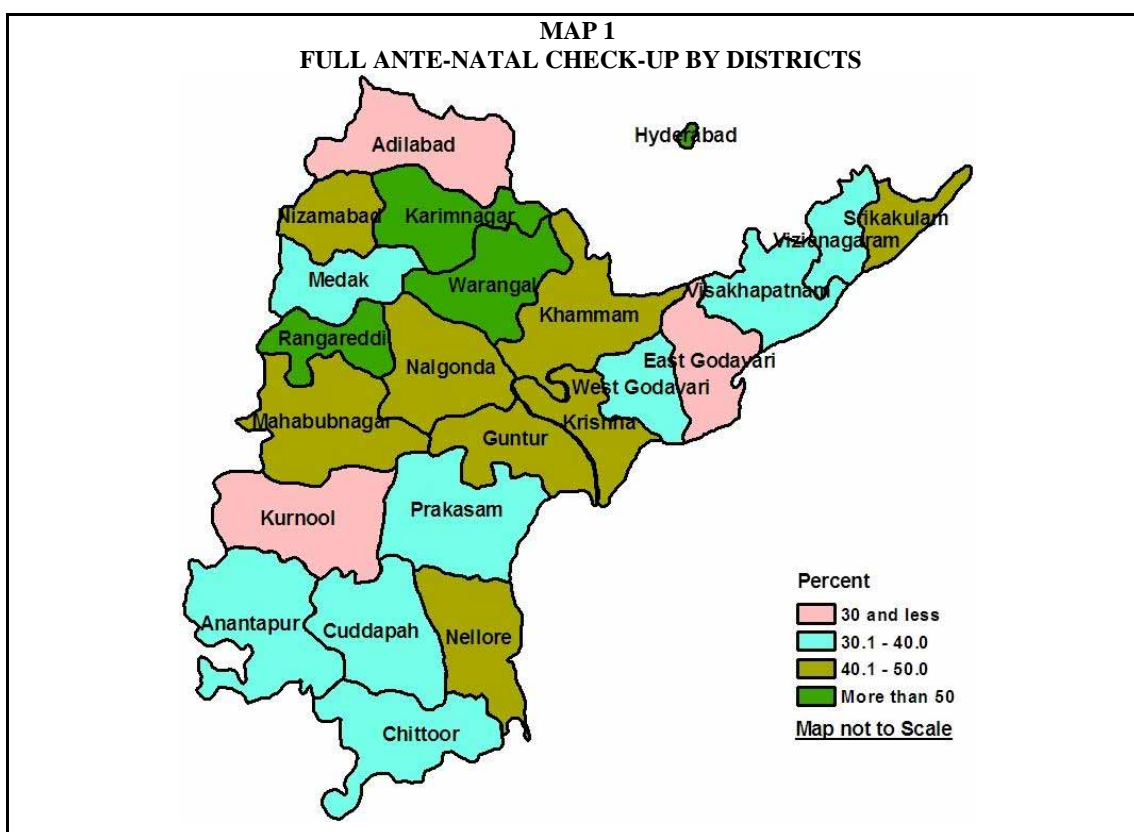 MAP 1
FULL ANTE-NATAL CHECK-UP BY DISTRICTS
Hyderabad
Adilabad
Nizamabad
Karimnagar
Srikakulam
Vizianagaram
Medak
Warangal
Visakhapatnam
Khammam
Rangareddi
Nalgonda
East Godavari
West Godavari
Mahabubnagar
Krishna
Guntur
Kurnool
Prakasam
Anantapur
Cuddapah
Nellore
Chittoor
Percent
30 and less
30.1 - 40.0
40.1 - 50.0
More than 50
Map not to Scale